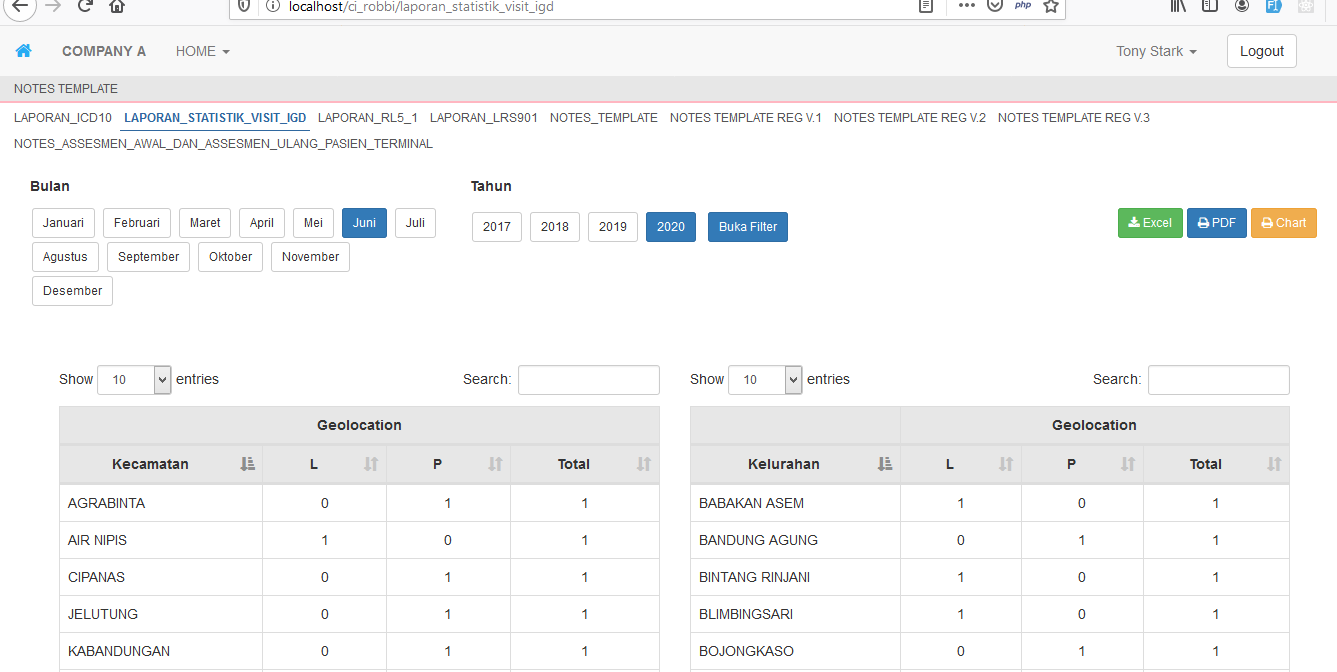 localhost/ci_robbi/laporan_statistik_visit_igd php
COMPANY A HOME Tony Stark Logout
NOTES TEMPLATE
LAPORAN_ICD10 LAPORAN_STATISTIK_VISIT_IGD LAPORAN_RL5_1 LAPORAN_LRS901 NOTES_TEMPLATE NOTES TEMPLATE REG V.1 NOTES TEMPLATE REG V.2 NOTES TEMPLATE REG V.3
NOTES_ASSESMEN_AWAL_DAN_ASSESMEN_ULANG_PASIEN_TERMINAL
Bulan Tahun
Januari Februari Maret April Mei Juni Juli 2017 2018 2019 2020 Buka Filter Excel PDF Chart
Agustus September Oktober November
Desember
Show 10 entries Search: Show 10 entries Search:
Geolocation Geolocation
Kecamatan L P Total Kelurahan L P Total
AGRABINTA 0 1 1 BABAKAN ASEM 1 0 1
AIR NIPIS 1 0 1 BANDUNG AGUNG 0 1 1
CIPANAS 0 1 1 BINTANG RINJANI 1 0 1
JELUTUNG 0 1 1 BLIMBINGSARI 1 0 1
KABANDUNGAN 0 1 1 BOJONGKASO 0 1 1